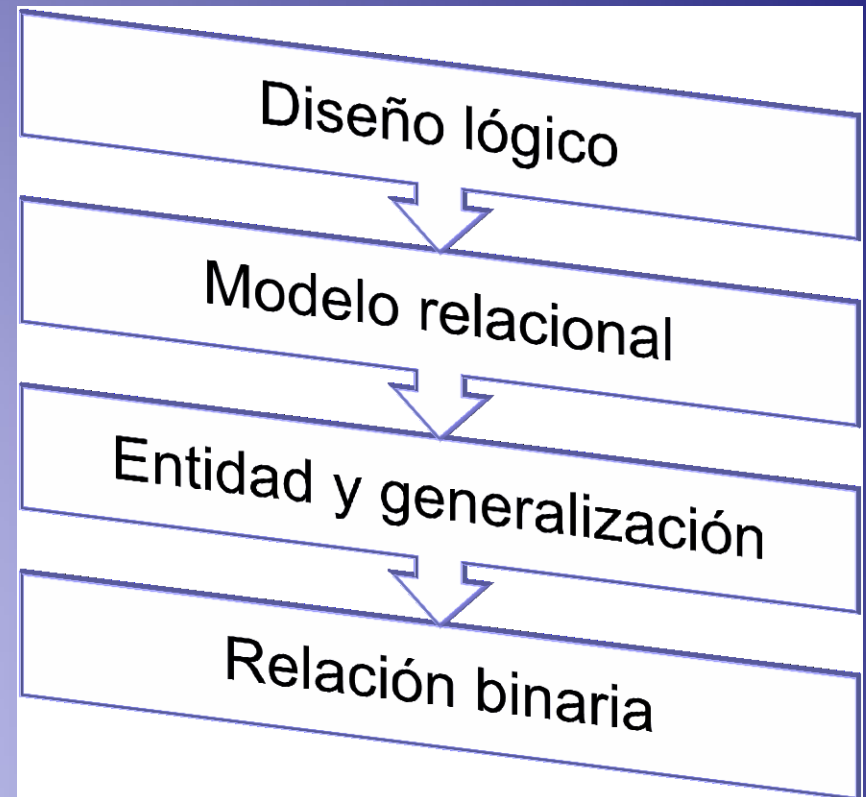 Diseño lógico
Modelo relacional
Entidad y generalización
Relación binaria